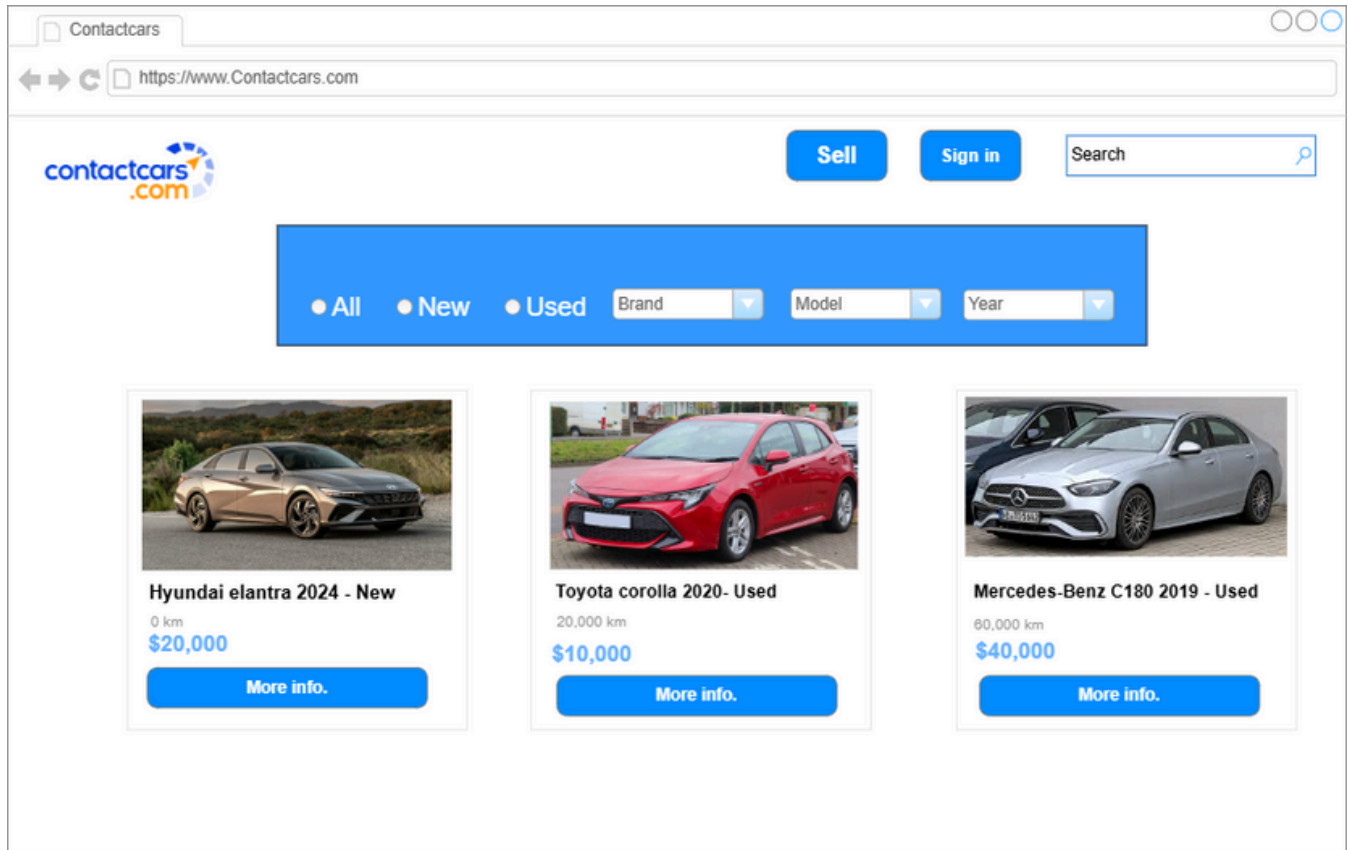 Contactcars
https://www.Contactcars.com
contactcars
.com
Sell
Sign in
Search
All
New
Used
Brand
Model
Year
Hyundai elantra 2024 - New
0 km
$20,000
More info.
Toyota corolla 2020- Used
20,000 km
$10,000
More info.
Mercedes-Benz C180 2019 - Used
60,000 km
$40,000
More info.